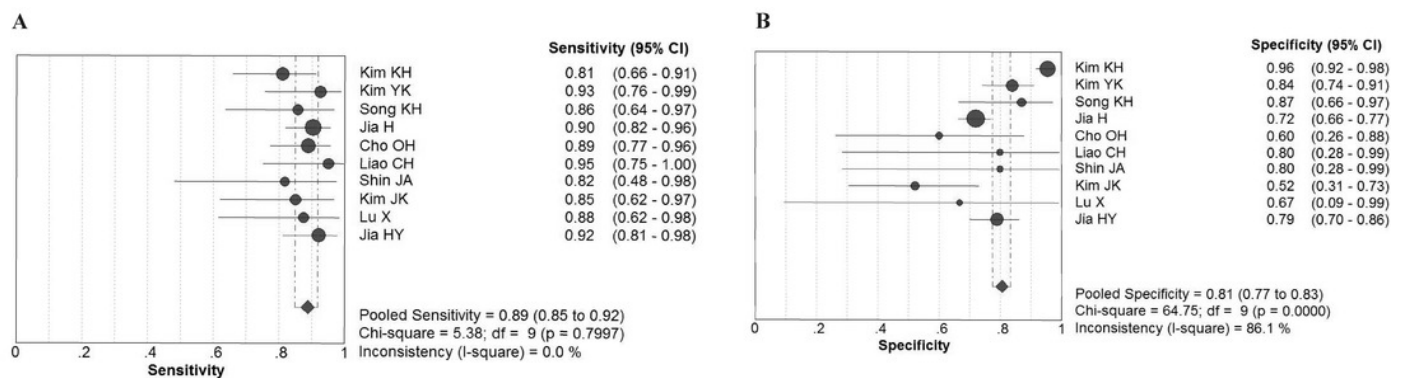 A
Sensitivity (95% CI)
Kim KH 0.81 (0.66 - 0.91)
Kim YK 0.93 (0.76 - 0.99)
Song KH 0.86 (0.64 - 0.97)
Jia H 0.90 (0.82 - 0.96)
Cho OH 0.89 (0.77 - 0.96)
Liao CH 0.95 (0.75 - 1.00)
Shin JA 0.82 (0.48 - 0.98)
Kim JK 0.85 (0.62 - 0.97)
Lu X 0.88 (0.62 - 0.98)
Jia HY 0.92 (0.81 - 0.98)
Pooled Sensitivity = 0.89 (0.85 to 0.92)
Chi-square = 5.38; df = 9 (p = 0.7997)
Inconsistency (I-square) = 0.0 %
0 .2 .4 .6 .8 1
Sensitivity
B
Specificity (95% CI)
Kim KH 0.96 (0.92 - 0.98)
Kim YK 0.84 (0.74 - 0.91)
Song KH 0.87 (0.66 - 0.97)
Jia H 0.72 (0.66 - 0.77)
Cho OH 0.60 (0.26 - 0.88)
Liao CH 0.80 (0.28 - 0.99)
Shin JA 0.80 (0.28 - 0.99)
Kim JK 0.52 (0.31 - 0.73)
Lu X 0.67 (0.09 - 0.99)
Jia HY 0.79 (0.70 - 0.86)
Pooled Specificity = 0.81 (0.77 to 0.83)
Chi-square = 64.75; df = 9 (p = 0.0000)
Inconsistency (I-square) = 86.1 %
0 .2 .4 .6 .8 1
Specificity